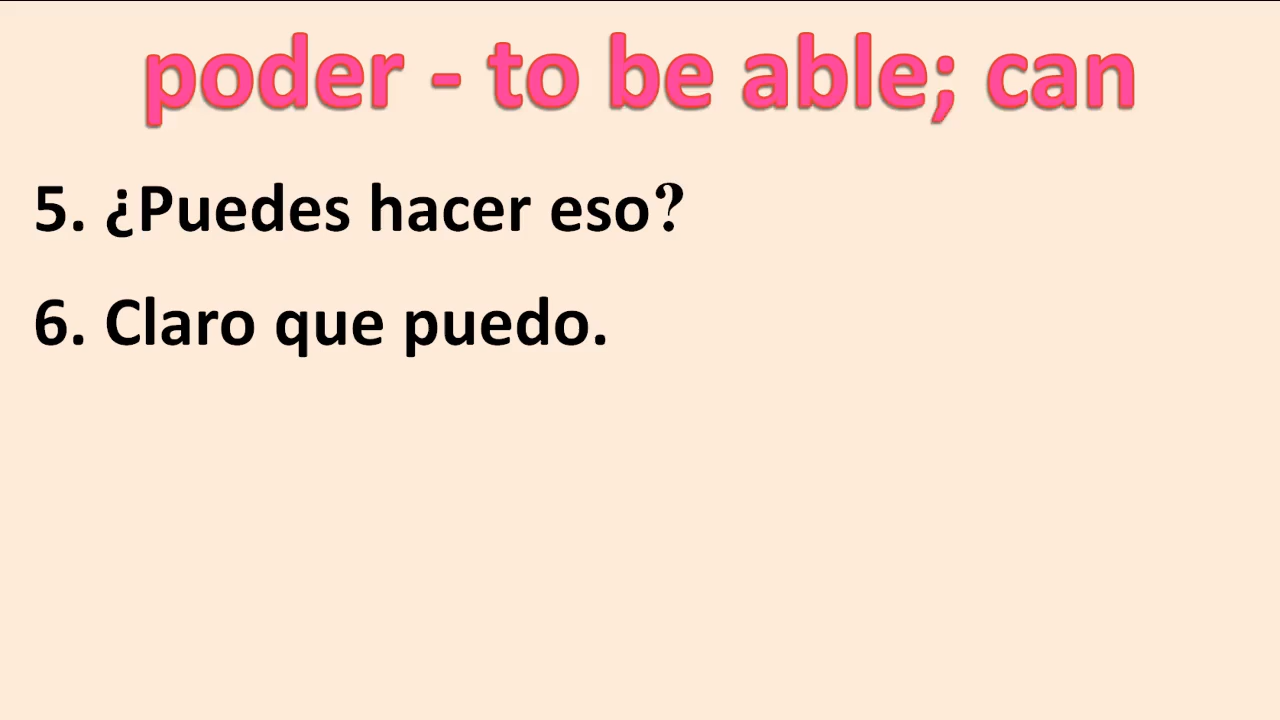 poder - to be able; can
5. ¿Puedes hacer eso?
6. Claro que puedo.